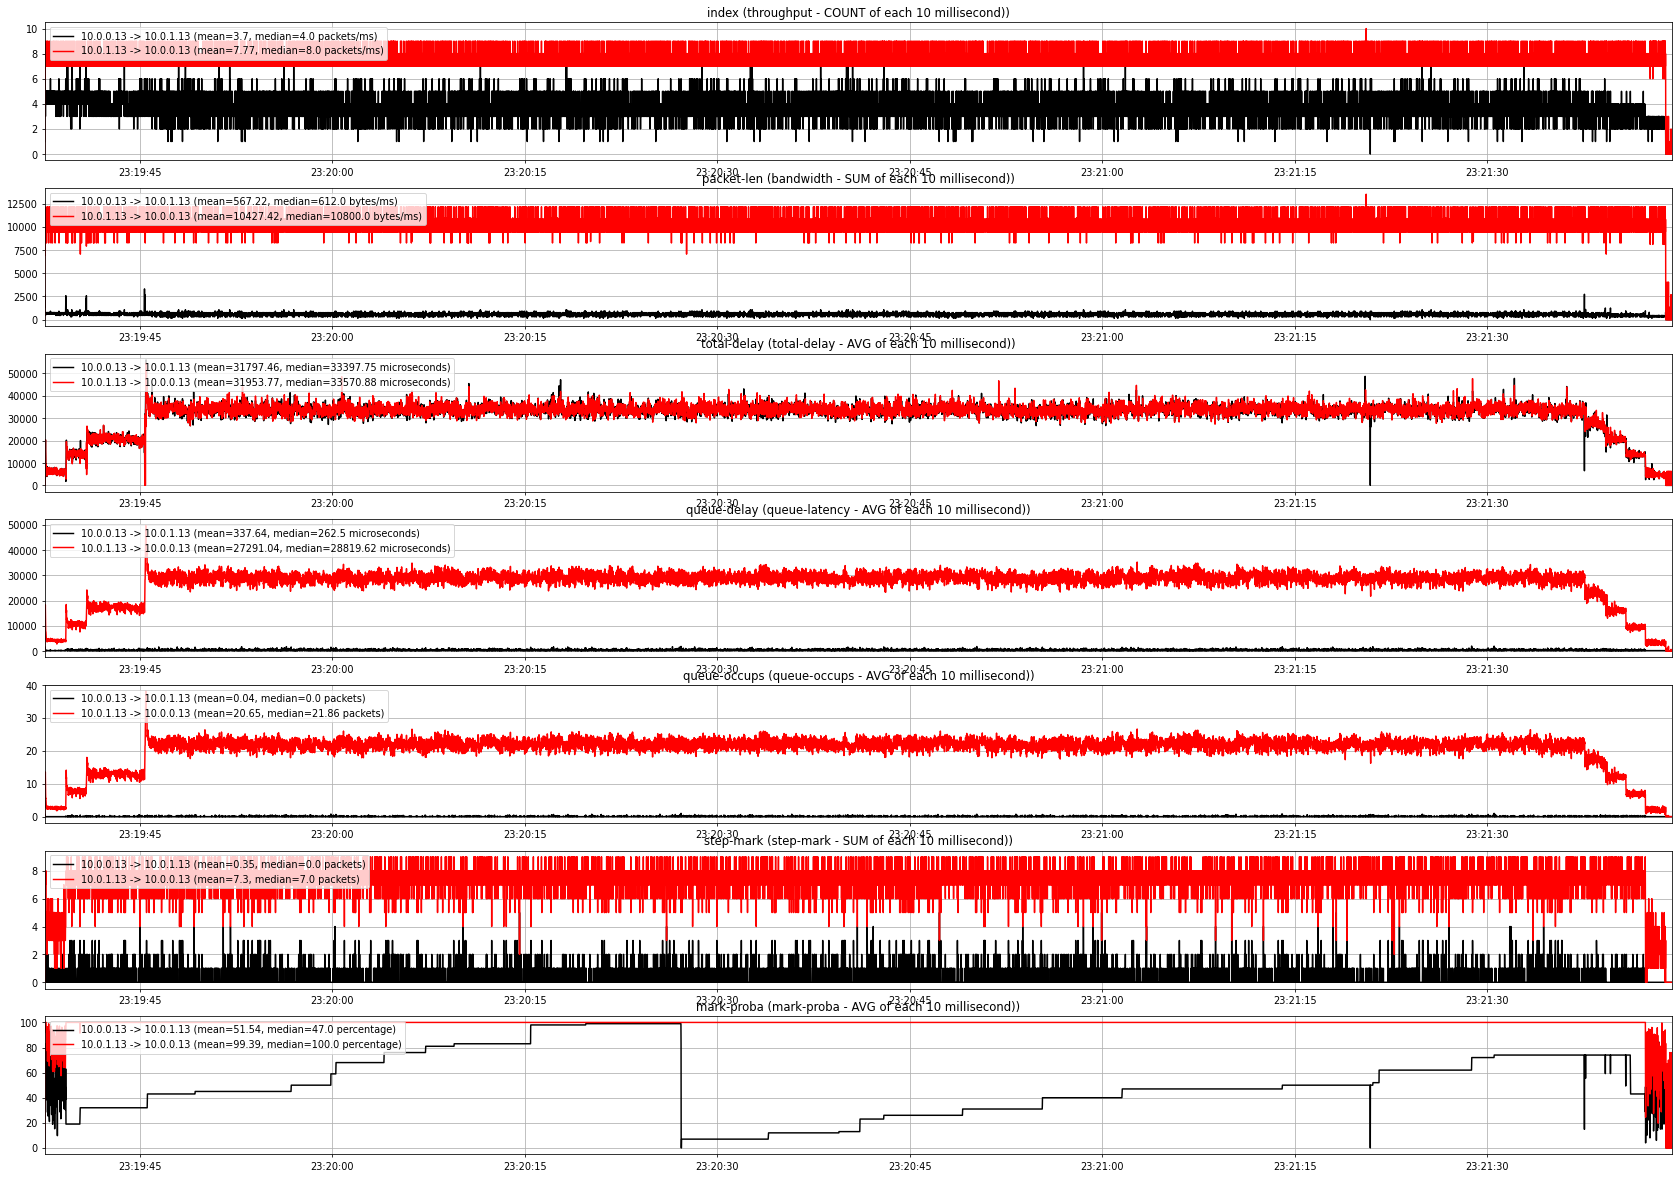 index (throughput - COUNT of each 10 millisecond))
10.0.0.13 -> 10.0.1.13 (mean=3.7, median=4.0 packets/ms)
10.0.1.13 -> 10.0.0.13 (mean=7.77, median=8.0 packets/ms)
10
8
6
4
2
0
23:19:45 23:20:00 23:20:15 23:20:30 23:20:45 23:21:00 23:21:15 23:21:30
packet-len (bandwidth - SUM of each 10 millisecond))
10.0.0.13 -> 10.0.1.13 (mean=567.22, median=612.0 bytes/ms)
10.0.1.13 -> 10.0.0.13 (mean=10427.42, median=10800.0 bytes/ms)
12500
10000
7500
5000
2500
0
23:19:45 23:20:00 23:20:15 23:20:30 23:20:45 23:21:00 23:21:15 23:21:30
total-delay (total-delay - AVG of each 10 millisecond))
10.0.0.13 -> 10.0.1.13 (mean=31797.46, median=33397.75 microseconds)
10.0.1.13 -> 10.0.0.13 (mean=31953.77, median=33570.88 microseconds)
50000
40000
30000
20000
10000
0
23:19:45 23:20:00 23:20:15 23:20:30 23:20:45 23:21:00 23:21:15 23:21:30
queue-delay (queue-latency - AVG of each 10 millisecond))
10.0.0.13 -> 10.0.1.13 (mean=337.64, median=262.5 microseconds)
10.0.1.13 -> 10.0.0.13 (mean=27291.04, median=28819.62 microseconds)
50000
40000
30000
20000
10000
0
23:19:45 23:20:00 23:20:15 23:20:30 23:20:45 23:21:00 23:21:15 23:21:30
queue-occups (queue-occups - AVG of each 10 millisecond))
10.0.0.13 -> 10.0.1.13 (mean=0.04, median=0.0 packets)
10.0.1.13 -> 10.0.0.13 (mean=20.65, median=21.86 packets)
40
30
20
10
0
23:19:45 23:20:00 23:20:15 23:20:30 23:20:45 23:21:00 23:21:15 23:21:30
step-mark (step-mark - SUM of each 10 millisecond))
10.0.0.13 -> 10.0.1.13 (mean=0.35, median=0.0 packets)
10.0.1.13 -> 10.0.0.13 (mean=7.3, median=7.0 packets)
8
6
4
2
0
23:19:45 23:20:00 23:20:15 23:20:30 23:20:45 23:21:00 23:21:15 23:21:30
mark-proba (mark-proba - AVG of each 10 millisecond))
10.0.0.13 -> 10.0.1.13 (mean=51.54, median=47.0 percentage)
10.0.1.13 -> 10.0.0.13 (mean=99.39, median=100.0 percentage)
100
80
60
40
20
0
23:19:45 23:20:00 23:20:15 23:20:30 23:20:45 23:21:00 23:21:15 23:21:30